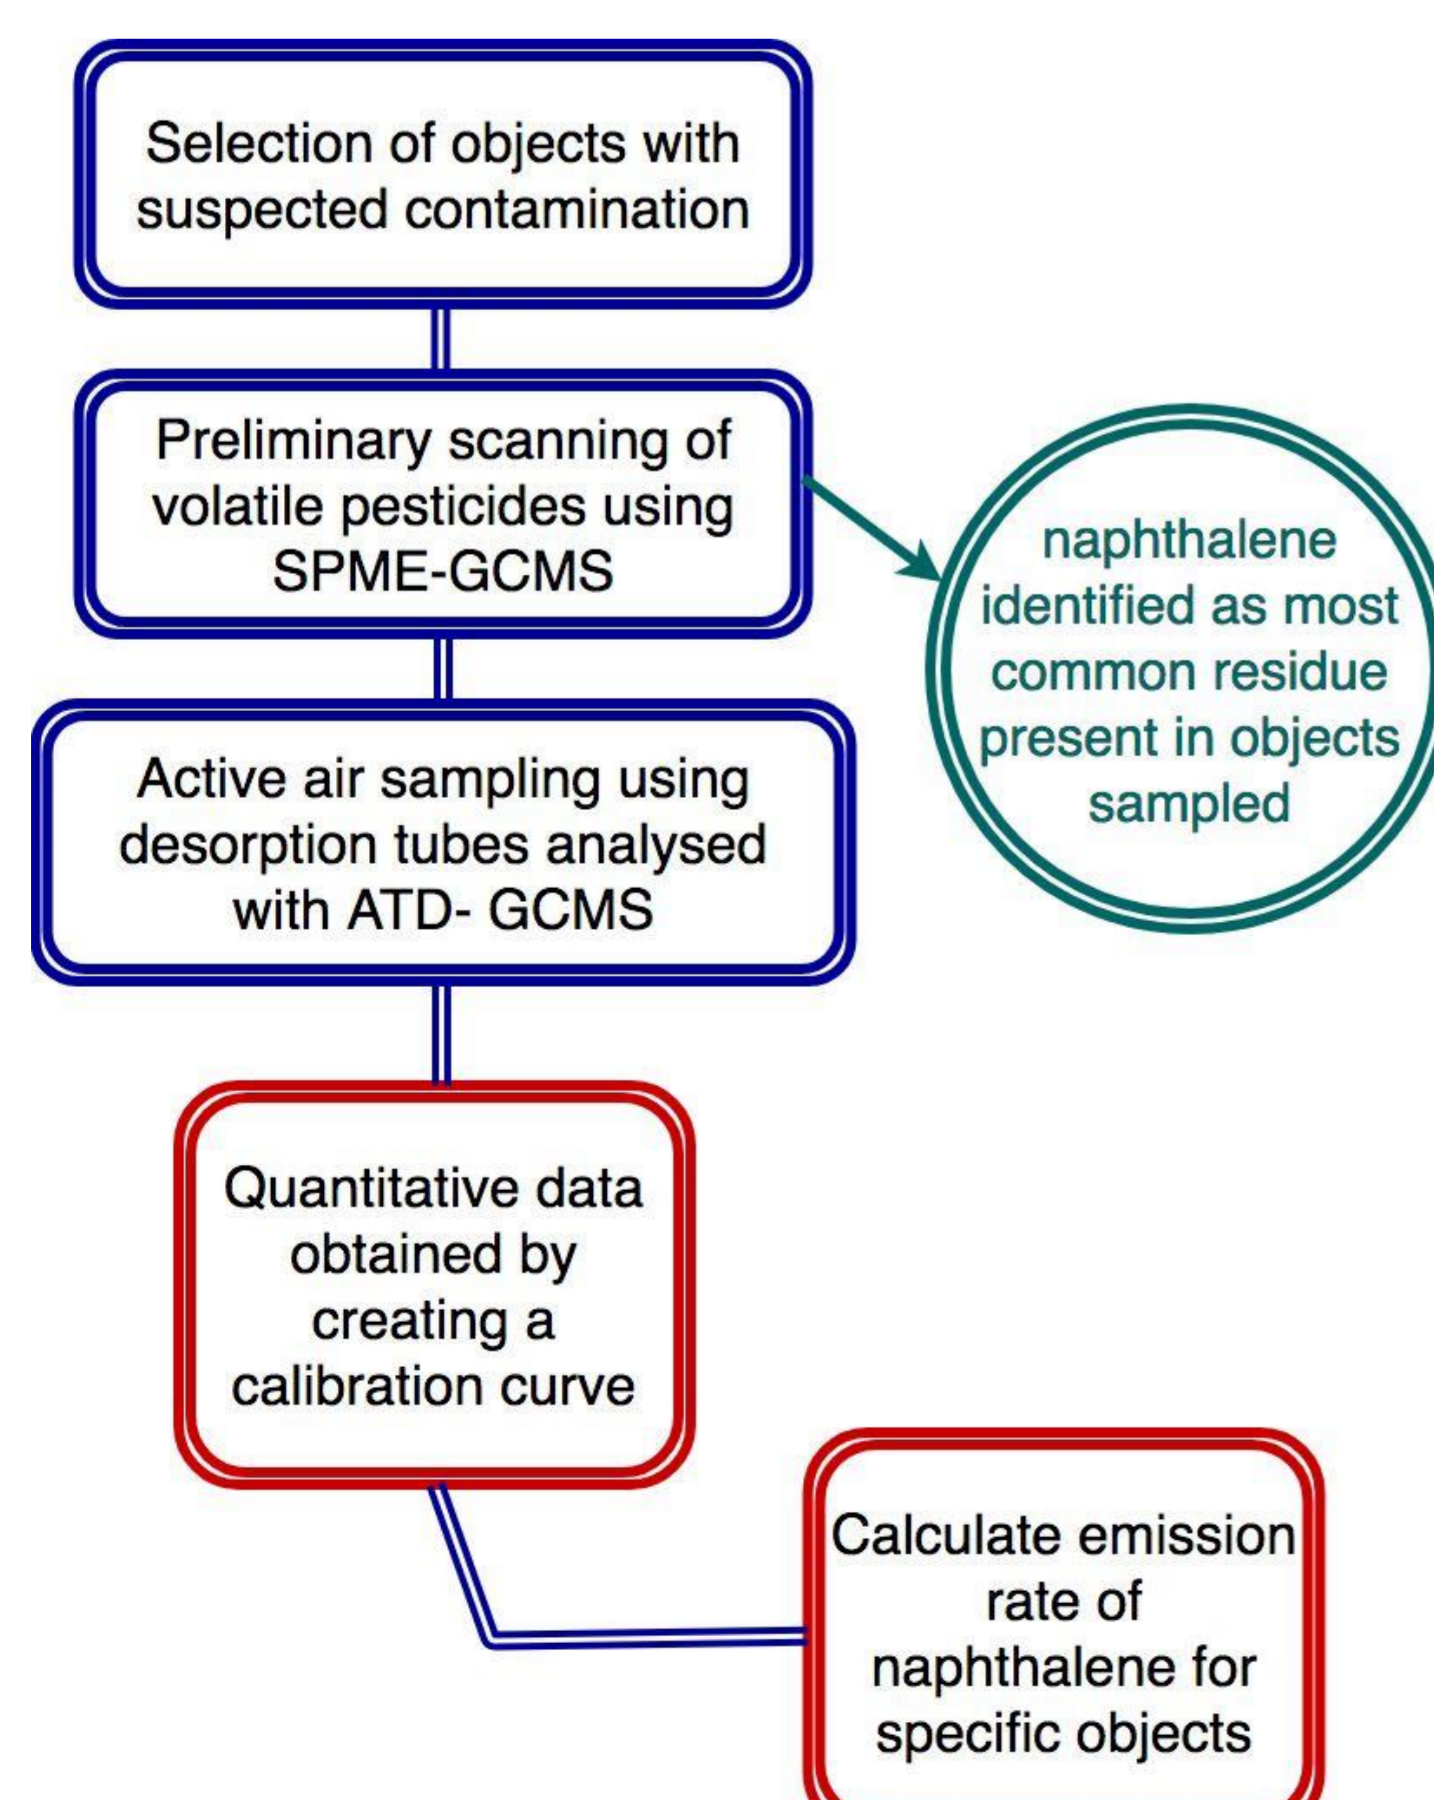 Selection of objects with
suspected contamination
Preliminary scanning of
volatile pesticides using
SPME-GCMS
naphthalene
identified as most
common residue
present in objects
sampled
Active air sampling using
desorption tubes analysed
with ATD- GCMS
Quantitative data
obtained by
creating a
calibration curve
Calculate emission
rate of
naphthalene for
specific objects